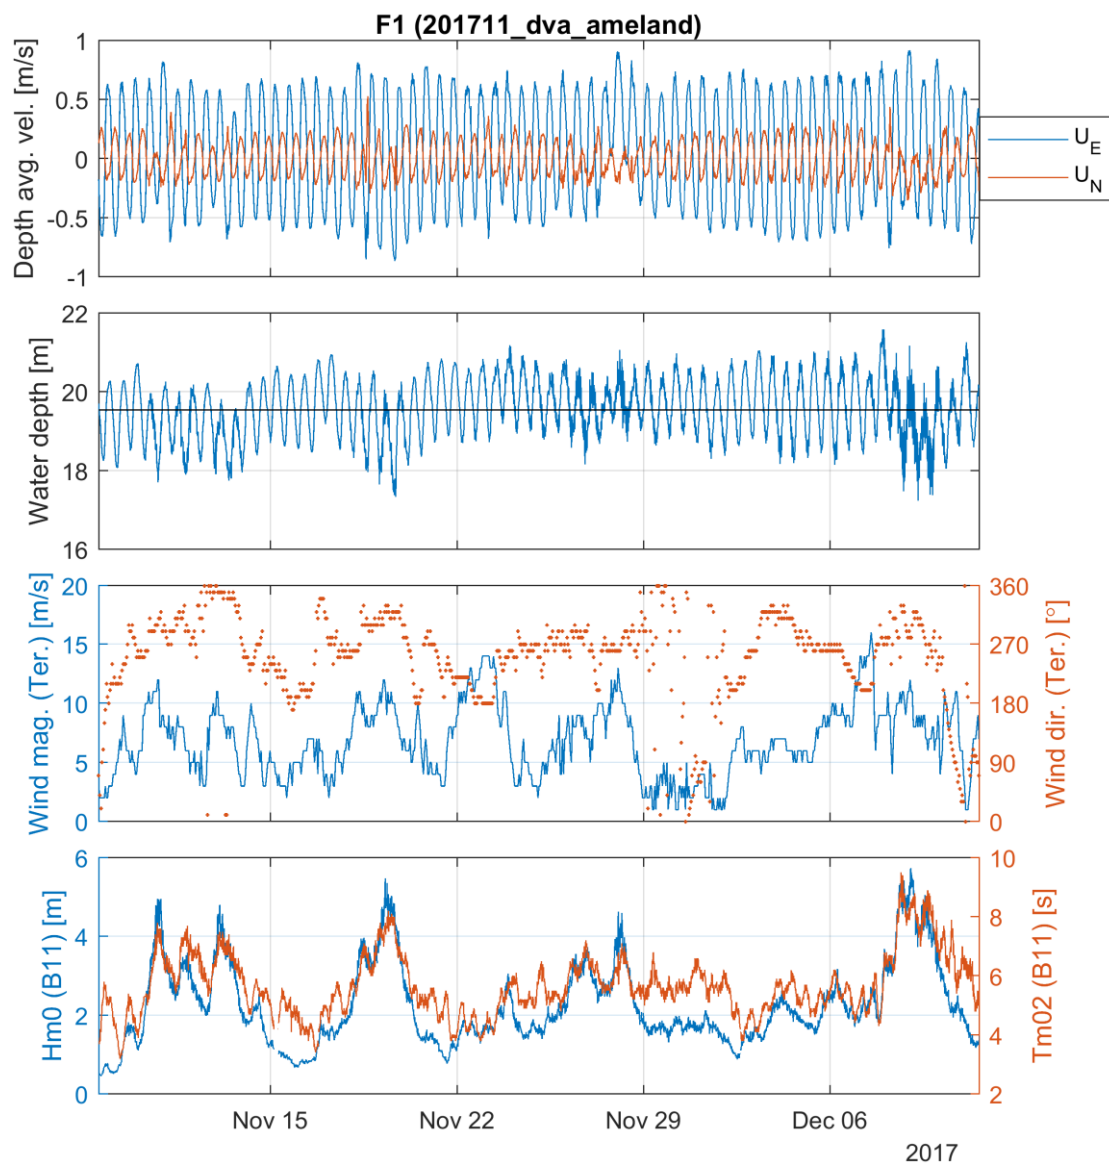 F1 (201711_dva_ameland)
Depth avg. vel. [m/s]
1
0.5
0
-0.5
-1
U_E
U_N
Water depth [m]
22
20
18
16
Wind mag. (Ter.) [m/s]
20
15
10
5
0
360
270
180
90
0
Wind dir. (Ter.) [°]
Hm0 (B11) [m]
6
4
2
0
10
8
6
4
2
Tm02 (B11) [s]
Nov 15 Nov 22 Nov 29 Dec 06
2017